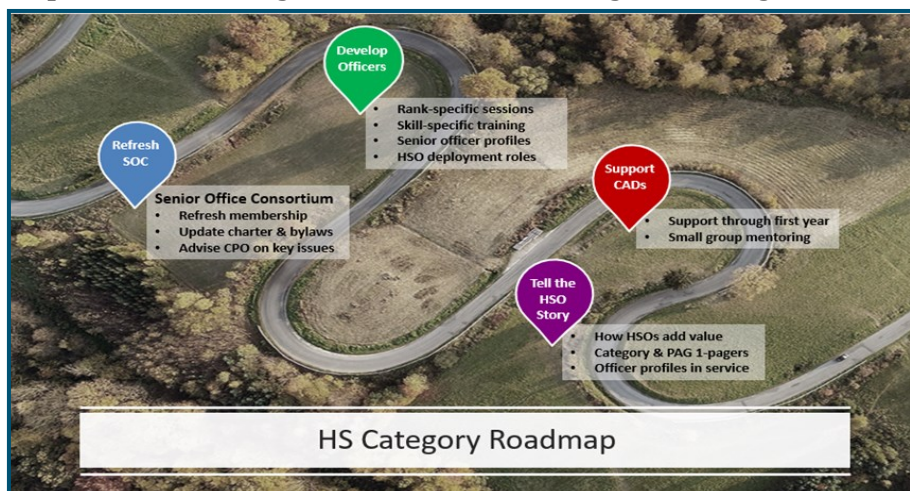 Develop
Officers
• Rank-specific sessions
• Skill-specific training
• Senior officer profiles
• HSO deployment roles
Refresh
SOC
Senior Office Consortium
• Refresh membership
• Update charter & bylaws
• Advise CPO on key issues
Support
CADs
• Support through first year
• Small group mentoring
Tell the
HSO
Story
• How HSOs add value
• Category & PAG 1-pagers
• Officer profiles in service
HS Category Roadmap